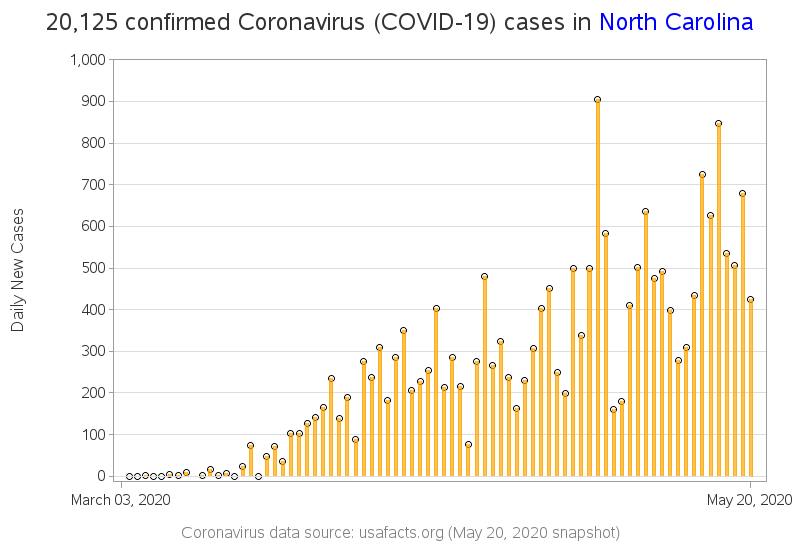 20,125 confirmed Coronavirus (COVID-19) cases in North Carolina
1,000
900
800
700
600
500
400
300
200
100
0
Daily New Cases
March 03, 2020
May 20, 2020
Coronavirus data source: usafacts.org (May 20, 2020 snapshot)